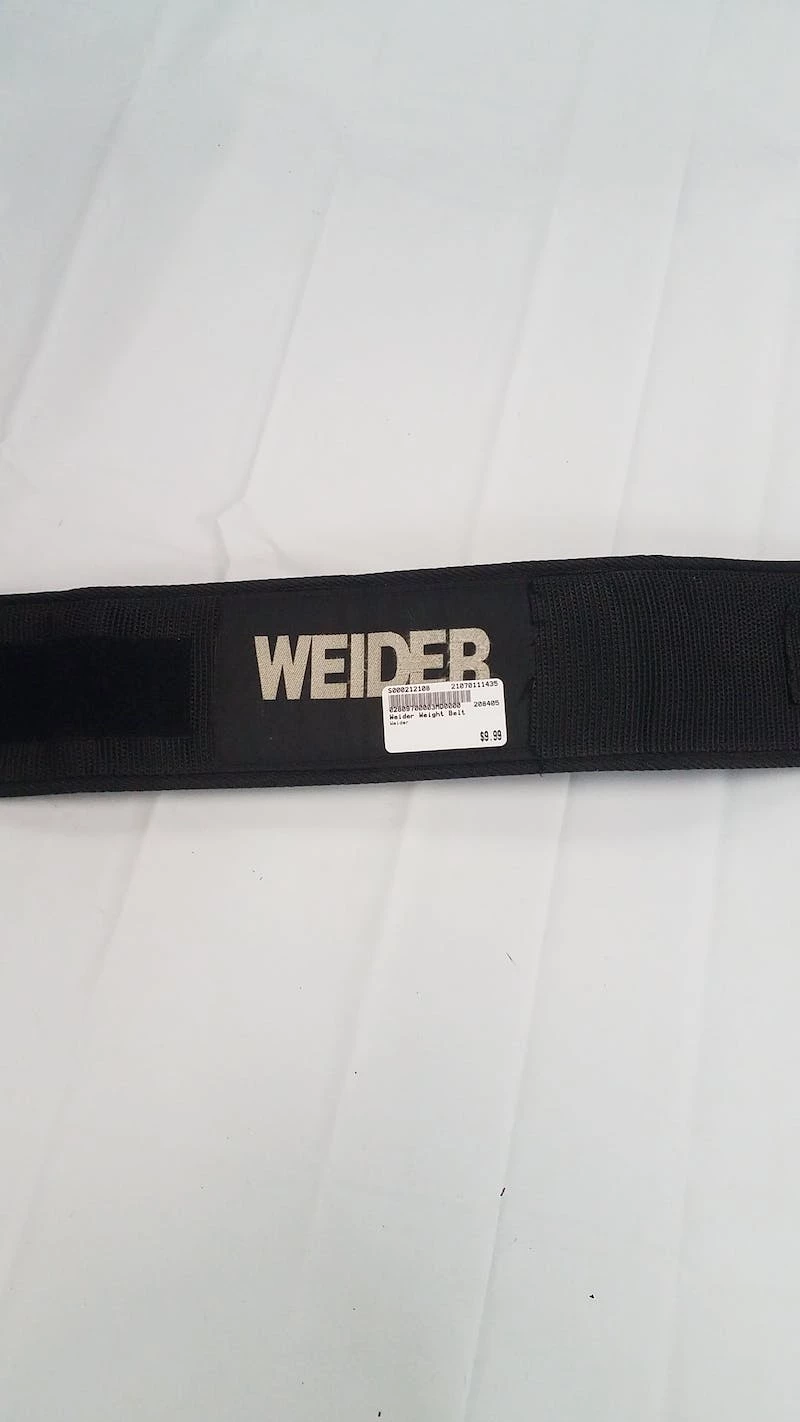 WEIDER
S000212108 21070111435
02809700003MD0000 208405
Weider Weight Belt
Weider
$9.99